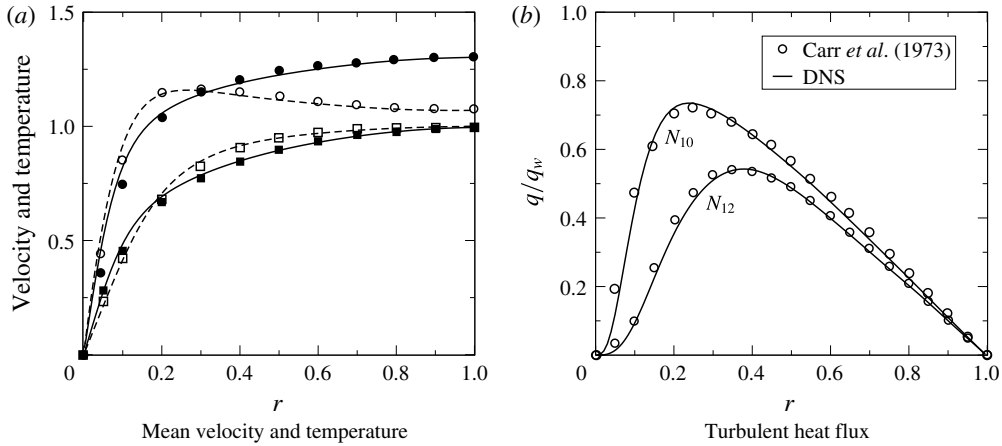 (a)
1.5
1.0
0.5
0
0.2
0.4
0.6
0.8
1.0
Velocity and temperature
r
Mean velocity and temperature
(b)
1.0
0.8
0.6
0.4
0.2
0
0.2
0.4
0.6
0.8
1.0
q/q_w
Carr et al. (1973)
DNS
N_10
N_12
r
Turbulent heat flux